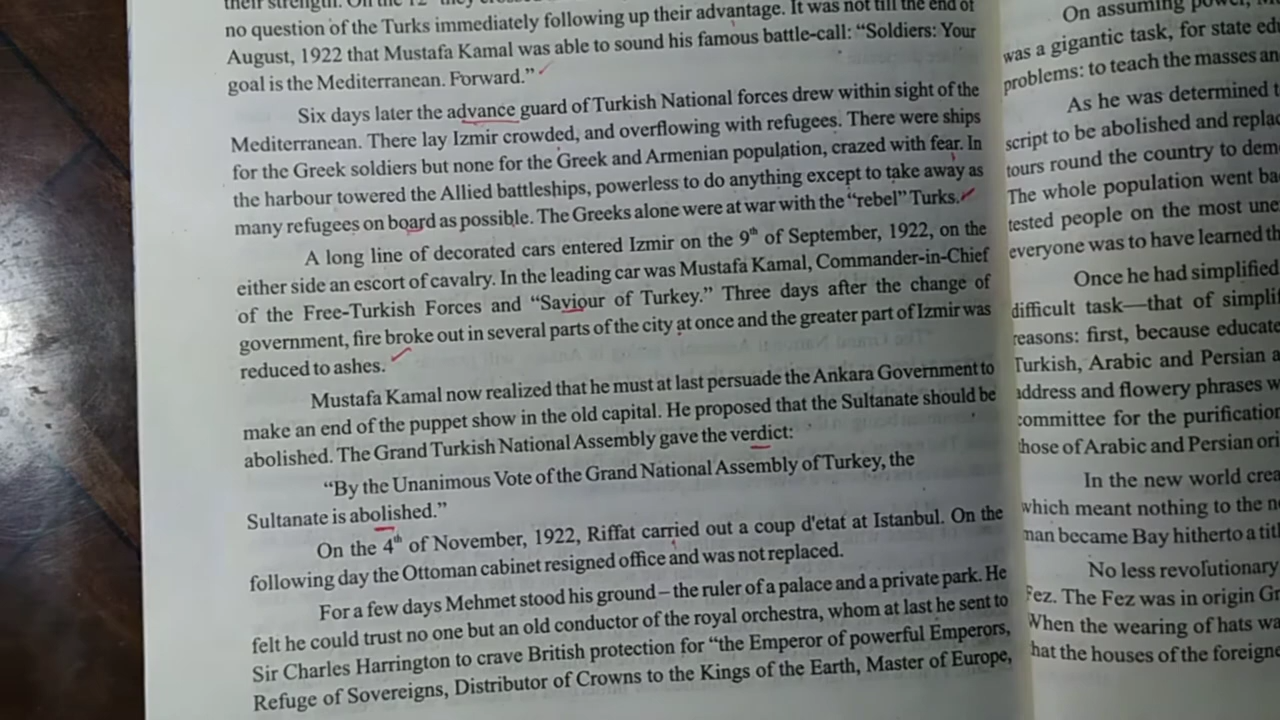 their strength. On the 12
no question of the Turks immediately following up their advantage. It was not till the end of
August, 1922 that Mustafa Kamal was able to sound his famous battle-call: “Soldiers: Your
goal is the Mediterranean. Forward.”
Six days later the advance guard of Turkish National forces drew within sight of the
Mediterranean. There lay Izmir crowded, and overflowing with refugees. There were ships
for the Greek soldiers but none for the Greek and Armenian population, crazed with fear. In
the harbour towered the Allied battleships, powerless to do anything except to take away as
many refugees on board as possible. The Greeks alone were at war with the “rebel” Turks.
A long line of decorated cars entered Izmir on the 9th of September, 1922, on the
either side an escort of cavalry. In the leading car was Mustafa Kamal, Commander-in-Chief
of the Free-Turkish Forces and “Saviour of Turkey.” Three days after the change of
government, fire broke out in several parts of the city at once and the greater part of Izmir was
reduced to ashes.
Mustafa Kamal now realized that he must at last persuade the Ankara Government to
make an end of the puppet show in the old capital. He proposed that the Sultanate should be
abolished. The Grand Turkish National Assembly gave the verdict:
“By the Unanimous Vote of the Grand National Assembly of Turkey, the
Sultanate is abolished.”
On the 4th of November, 1922, Riffat carried out a coup d'etat at Istanbul. On the
following day the Ottoman cabinet resigned office and was not replaced.
For a few days Mehmet stood his ground – the ruler of a palace and a private park. He
felt he could trust no one but an old conductor of the royal orchestra, whom at last he sent to
Sir Charles Harrington to crave British protection for “the Emperor of powerful Emperors,
Refuge of Sovereigns, Distributor of Crowns to the Kings of the Earth, Master of Europe,
On assuming power,
was a gigantic task, for state
problems: to teach the masses
As he was determined
script to be abolished and
tours round the country to
The whole population went
tested people on the most
everyone was to have learned
Once he had simplified
difficult task—that of
reasons: first, because
Turkish, Arabic and Persian
address and flowery phrases
committee for the purification
those of Arabic and Persian
In the new world
which meant nothing to the
man became Bay hitherto a
No less revolutionary
Fez. The Fez was in origin
When the wearing of hats
that the houses of the